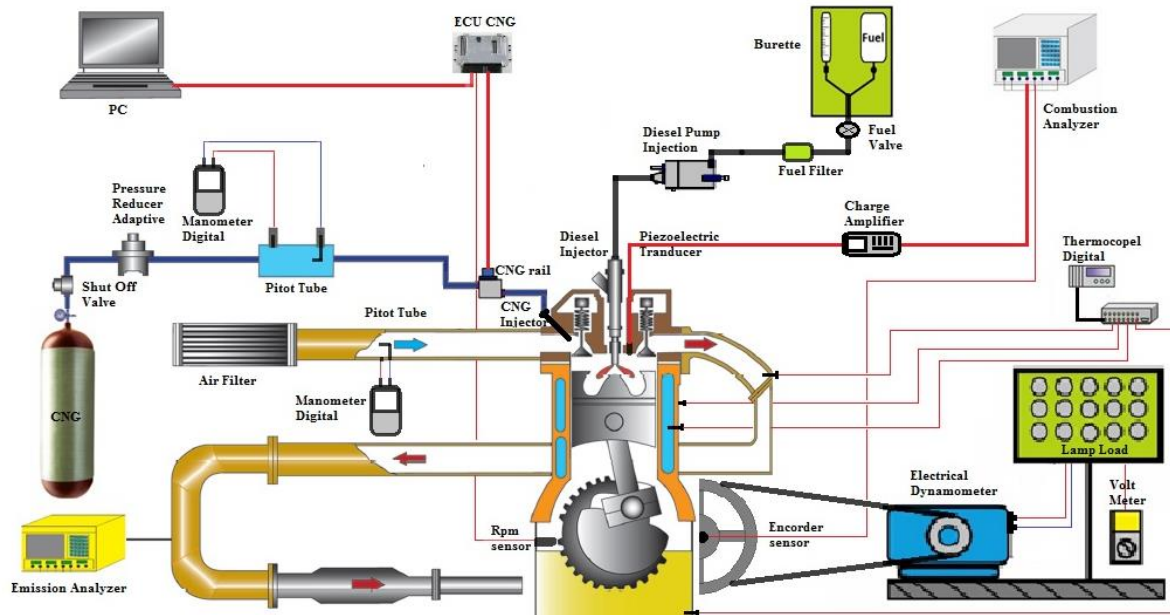 ECU CNG
PC
Burette
Fuel
Combustion
Analyzer
Diesel Pump
Injection
Fuel
Valve
Fuel Filter
Pressure
Reducer
Adaptive
Manometer
Digital
Charge
Amplifier
Diesel
Injector
Piezoelectric
Tranducer
Thermocopel
Digital
Shut Off
Valve
Pitot Tube
CNG rail
CNG
Injector
Pitot Tube
Air Filter
Manometer
Digital
CNG
Lamp Load
Electrical
Dynamometer
Volt
Meter
Rpm
sensor
Encorder
sensor
Emission Analyzer